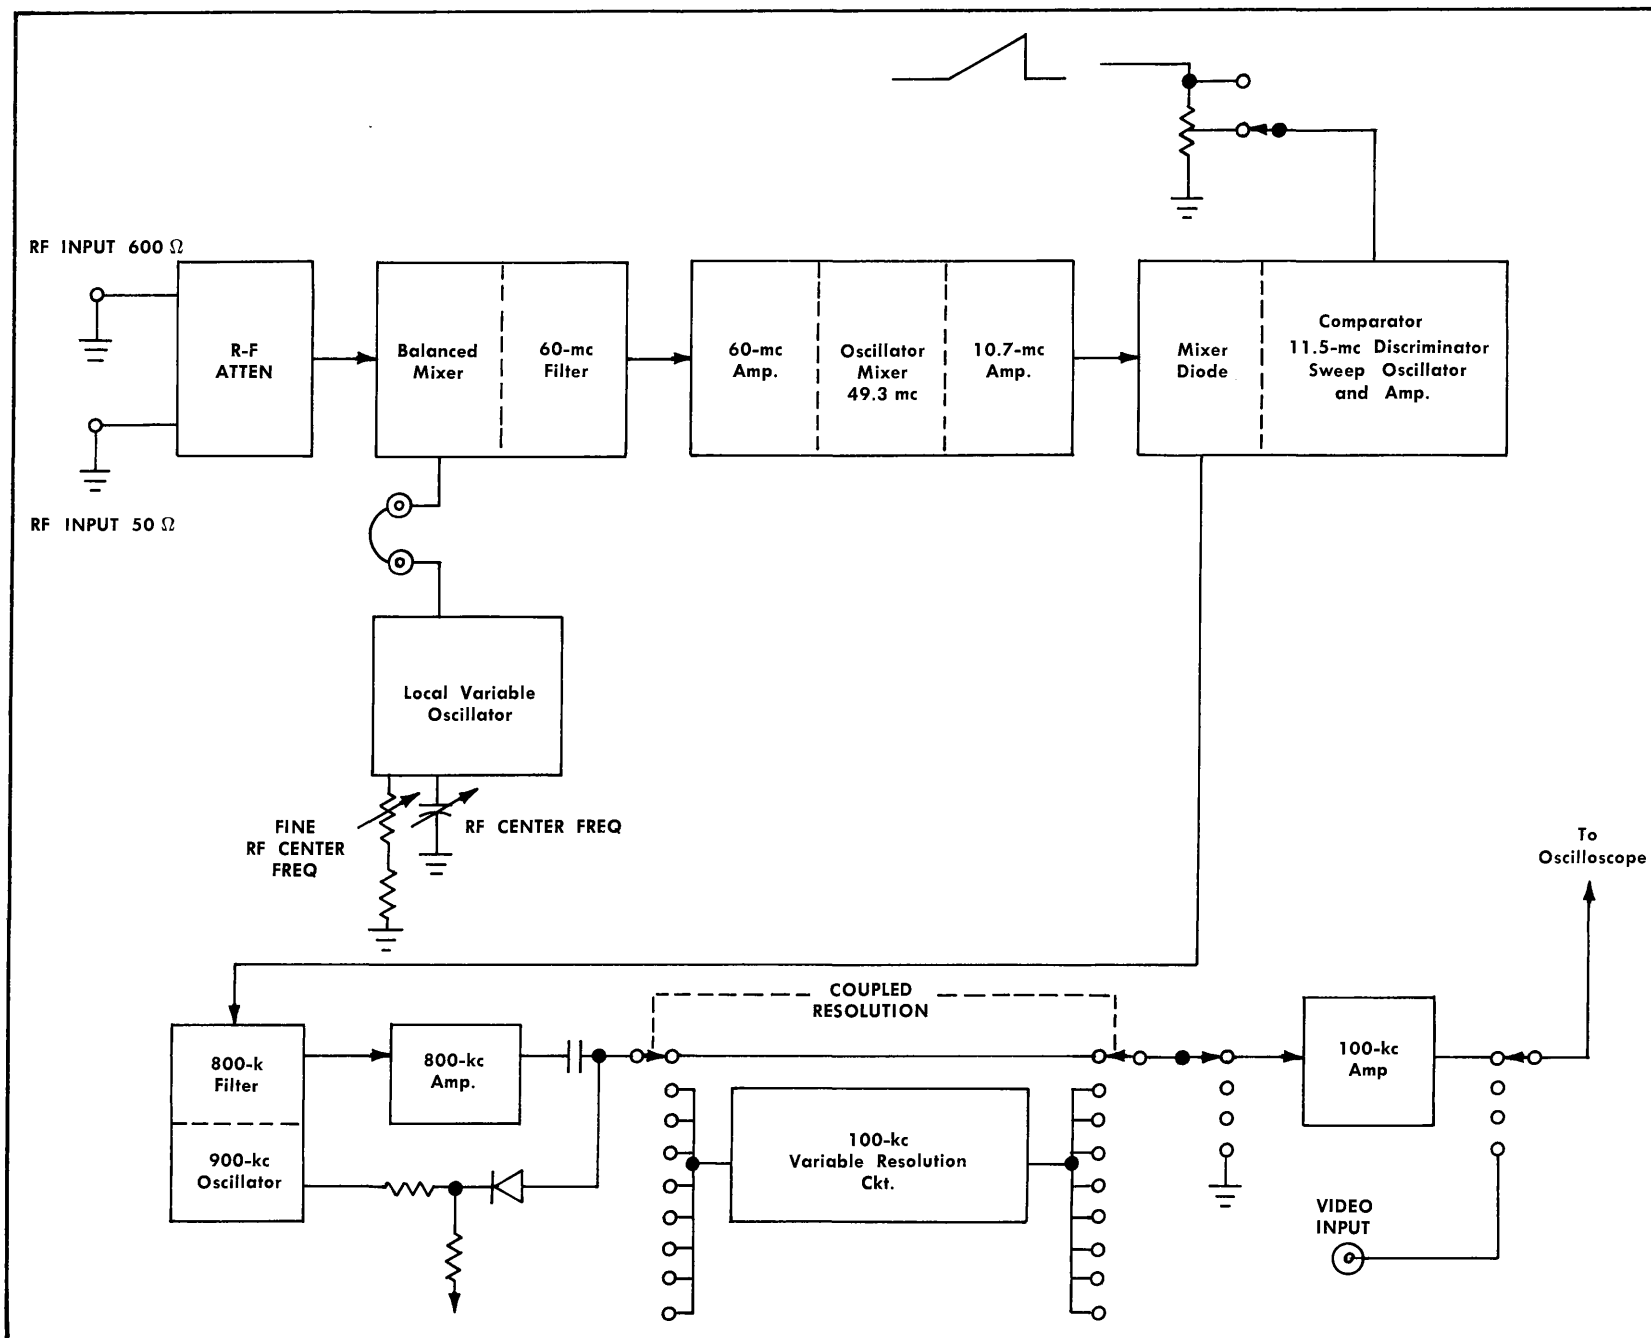 RF INPUT 600 Ω
R-F
ATTEN
RF INPUT 50 Ω
Balanced
Mixer
60-mc
Filter
60-mc
Amp.
Oscillator
Mixer
49.3 mc
10.7-mc
Amp.
Mixer
Diode
Comparator
11.5-mc Discriminator
Sweep Oscillator
and Amp.
Local Variable
Oscillator
FINE
RF CENTER
FREQ
RF CENTER FREQ
To
Oscilloscope
COUPLED
RESOLUTION
800-k
Filter
900-kc
Oscillator
800-kc
Amp.
100-kc
Variable Resolution
Ckt.
100-kc
Amp
VIDEO
INPUT